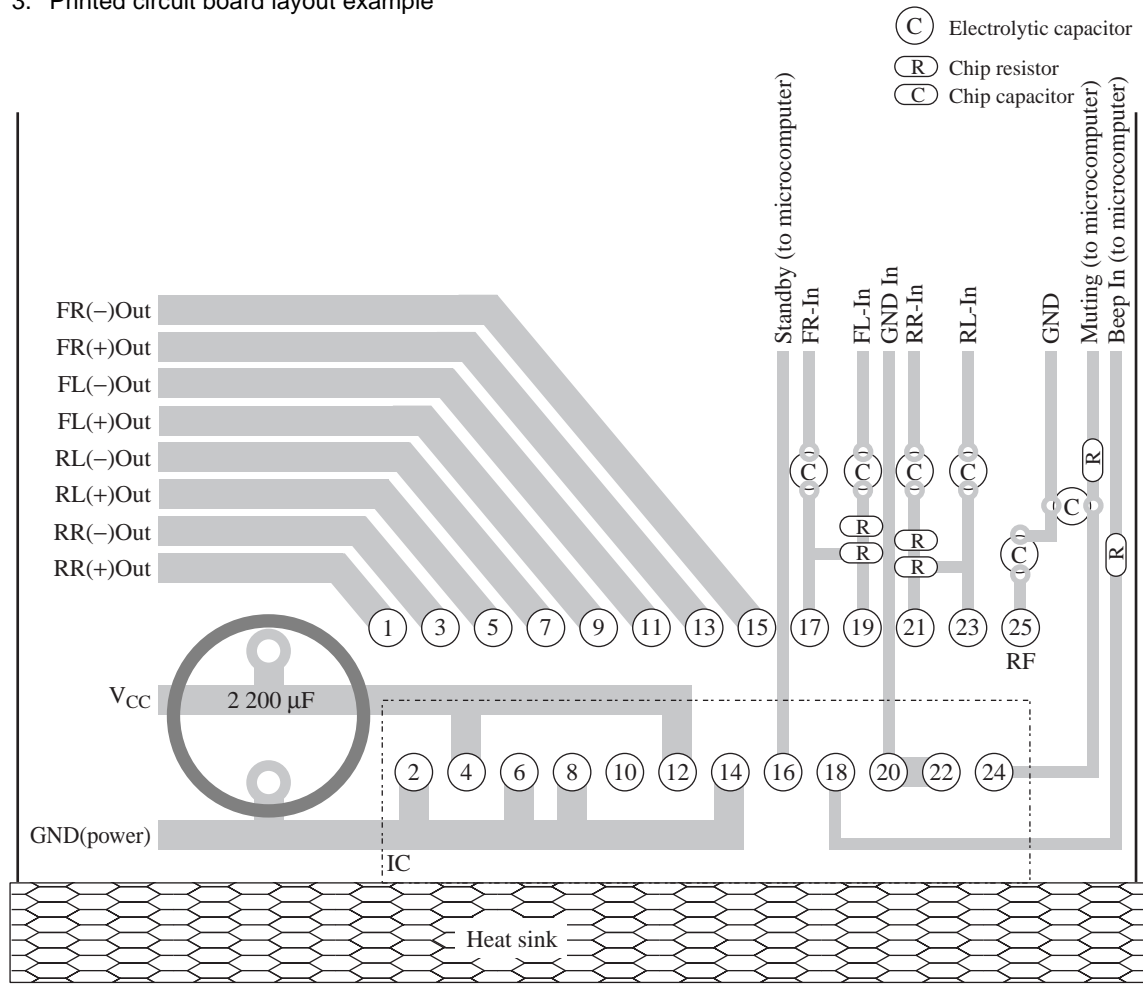 3. Printed circuit board layout example
C Electrolytic capacitor
R Chip resistor
C Chip capacitor
Standby (to microcomputer)
FR-In
FL-In
GND In
RR-In
RL-In
GND
Muting (to microcomputer)
Beep In (to microcomputer)
FR(−)Out
FR(+)Out
FL(−)Out
FL(+)Out
RL(−)Out
RL(+)Out
RR(−)Out
RR(+)Out
C C C C
R
C
R R
R R
C
R
1 3 5 7 9 11 13 15 17 19 21 23 25
RF
VCC
2 200 μF
2 4 6 8 10 12 14 16 18 20 22 24
GND(power)
IC
Heat sink